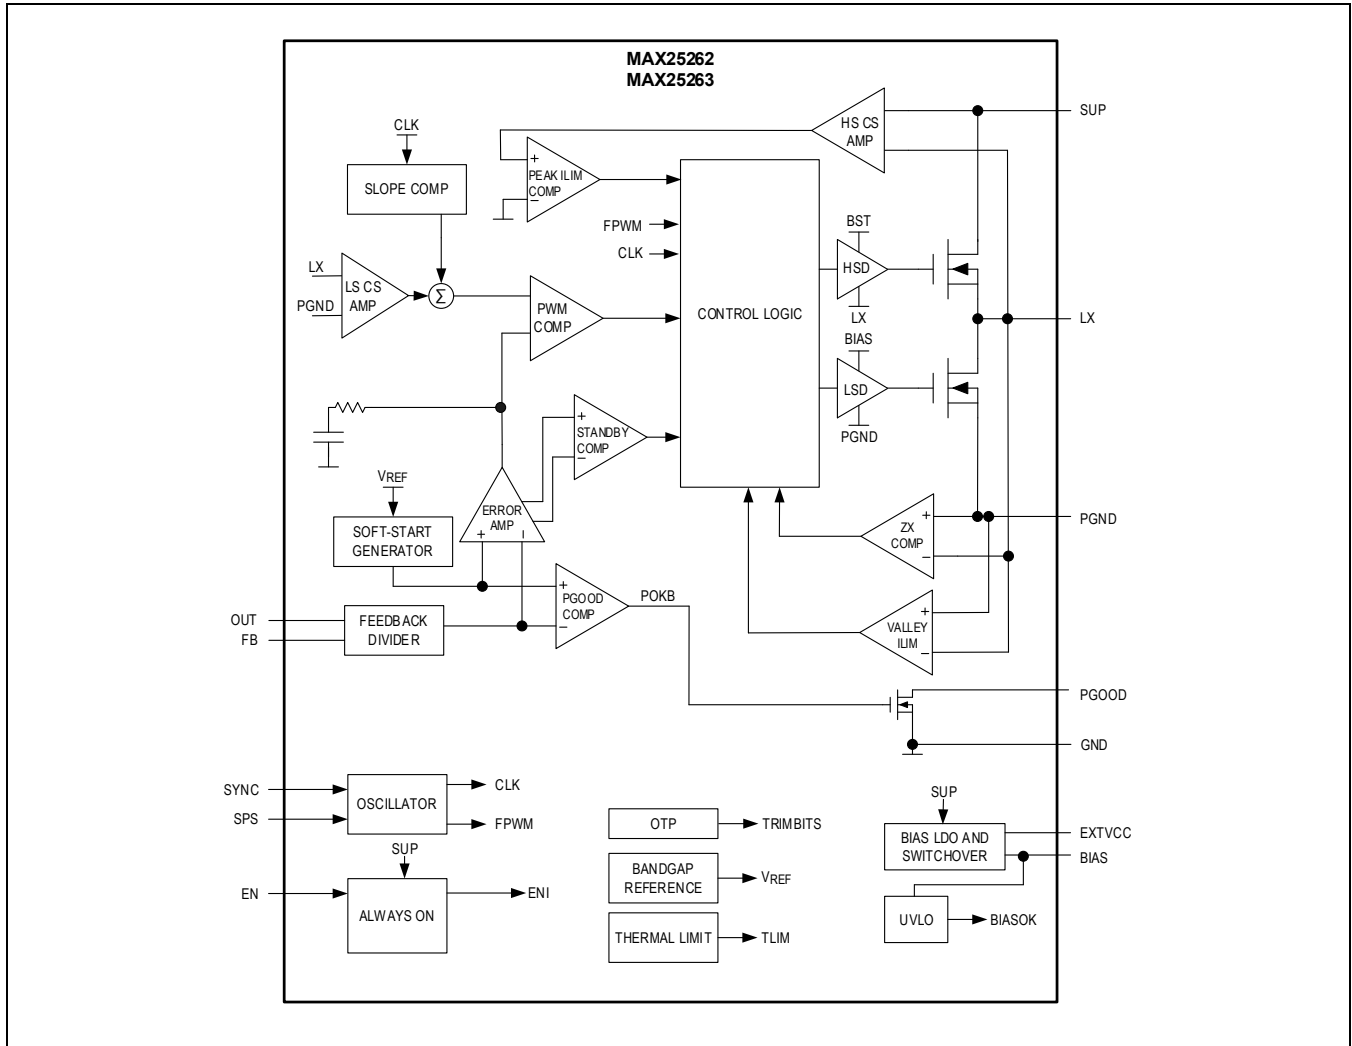 MAX25262
MAX25263
SUP
HS CS
AMP
CLK
+
PEAK ILIM
COMP
−
SLOPE COMP
FPWM
BST
CLK
HSD
LX
LS CS
AMP
PGND
Σ
PWM
COMP
CONTROL LOGIC
LX
LX
BIAS
LSD
PGND
+
STANDBY
COMP
−
VREF
ERROR
AMP
+
−
SOFT-START
GENERATOR
+
ZX
COMP
−
PGND
+
PGOOD
COMP
−
POKB
OUT
FB
FEEDBACK
DIVIDER
+
VALLEY
ILIM
−
PGOOD
GND
SYNC
SPS
OSCILLATOR
CLK
FPWM
OTP
TRIMBITS
SUP
BIAS LDO AND
SWITCHOVER
EXTVCC
BIAS
SUP
EN
ALWAYS ON
ENI
BANDGAP
REFERENCE
VREF
UVLO
BIASOK
THERMAL LIMIT
TLIM